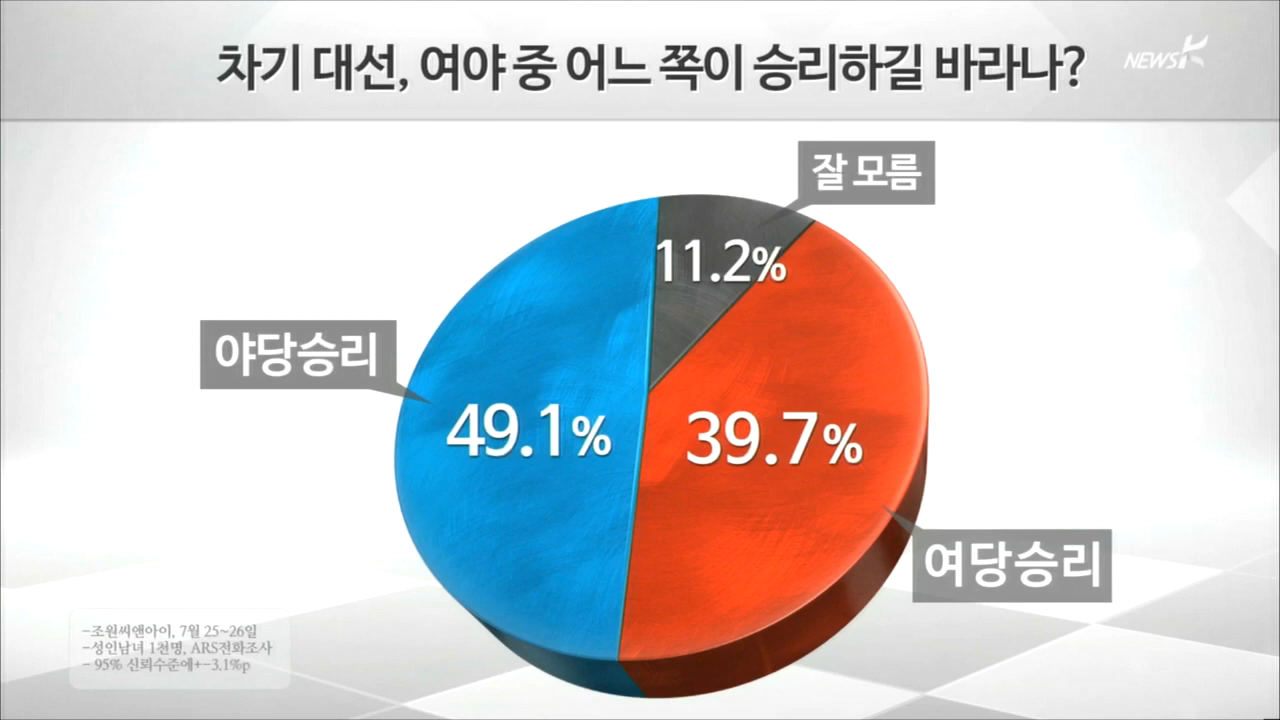 차기 대선, 여야 중 어느 쪽이 승리하길 바라나?
NEWS K
잘 모름
11.2%
야당승리
49.1%
39.7%
여당승리
-조원씨앤아이, 7월 25~26일
-성인남녀 1천명, ARS전화조사
- 95% 신뢰수준에+-3.1%p